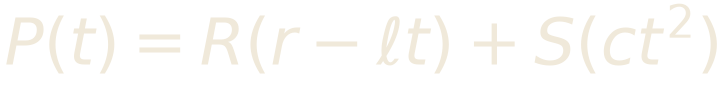 P(t) = R(r − ℓt) + S(ct²)